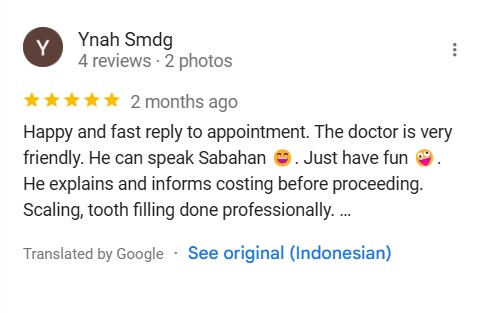 Y
Ynah Smdg
4 reviews · 2 photos
2 months ago
Happy and fast reply to appointment. The doctor is very
friendly. He can speak Sabahan 😄. Just have fun 🤪.
He explains and informs costing before proceeding.
Scaling, tooth filling done professionally. …
Translated by Google · See original (Indonesian)